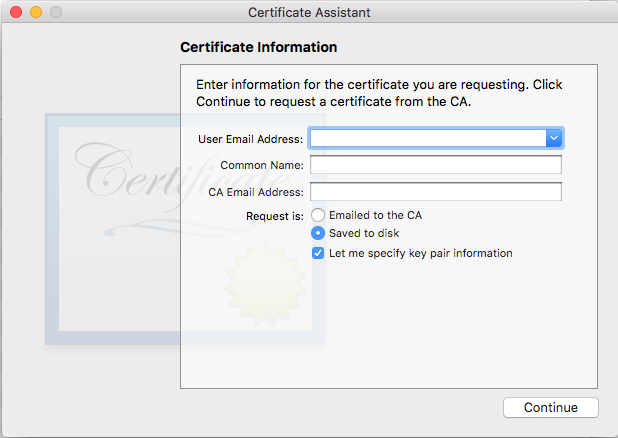 Certificate Assistant
Certificate Information
Enter information for the certificate you are requesting. Click
Continue to request a certificate from the CA.
Certificate
User Email Address:
Common Name:
CA Email Address:
Request is:
Emailed to the CA
Saved to disk
Let me specify key pair information
Continue